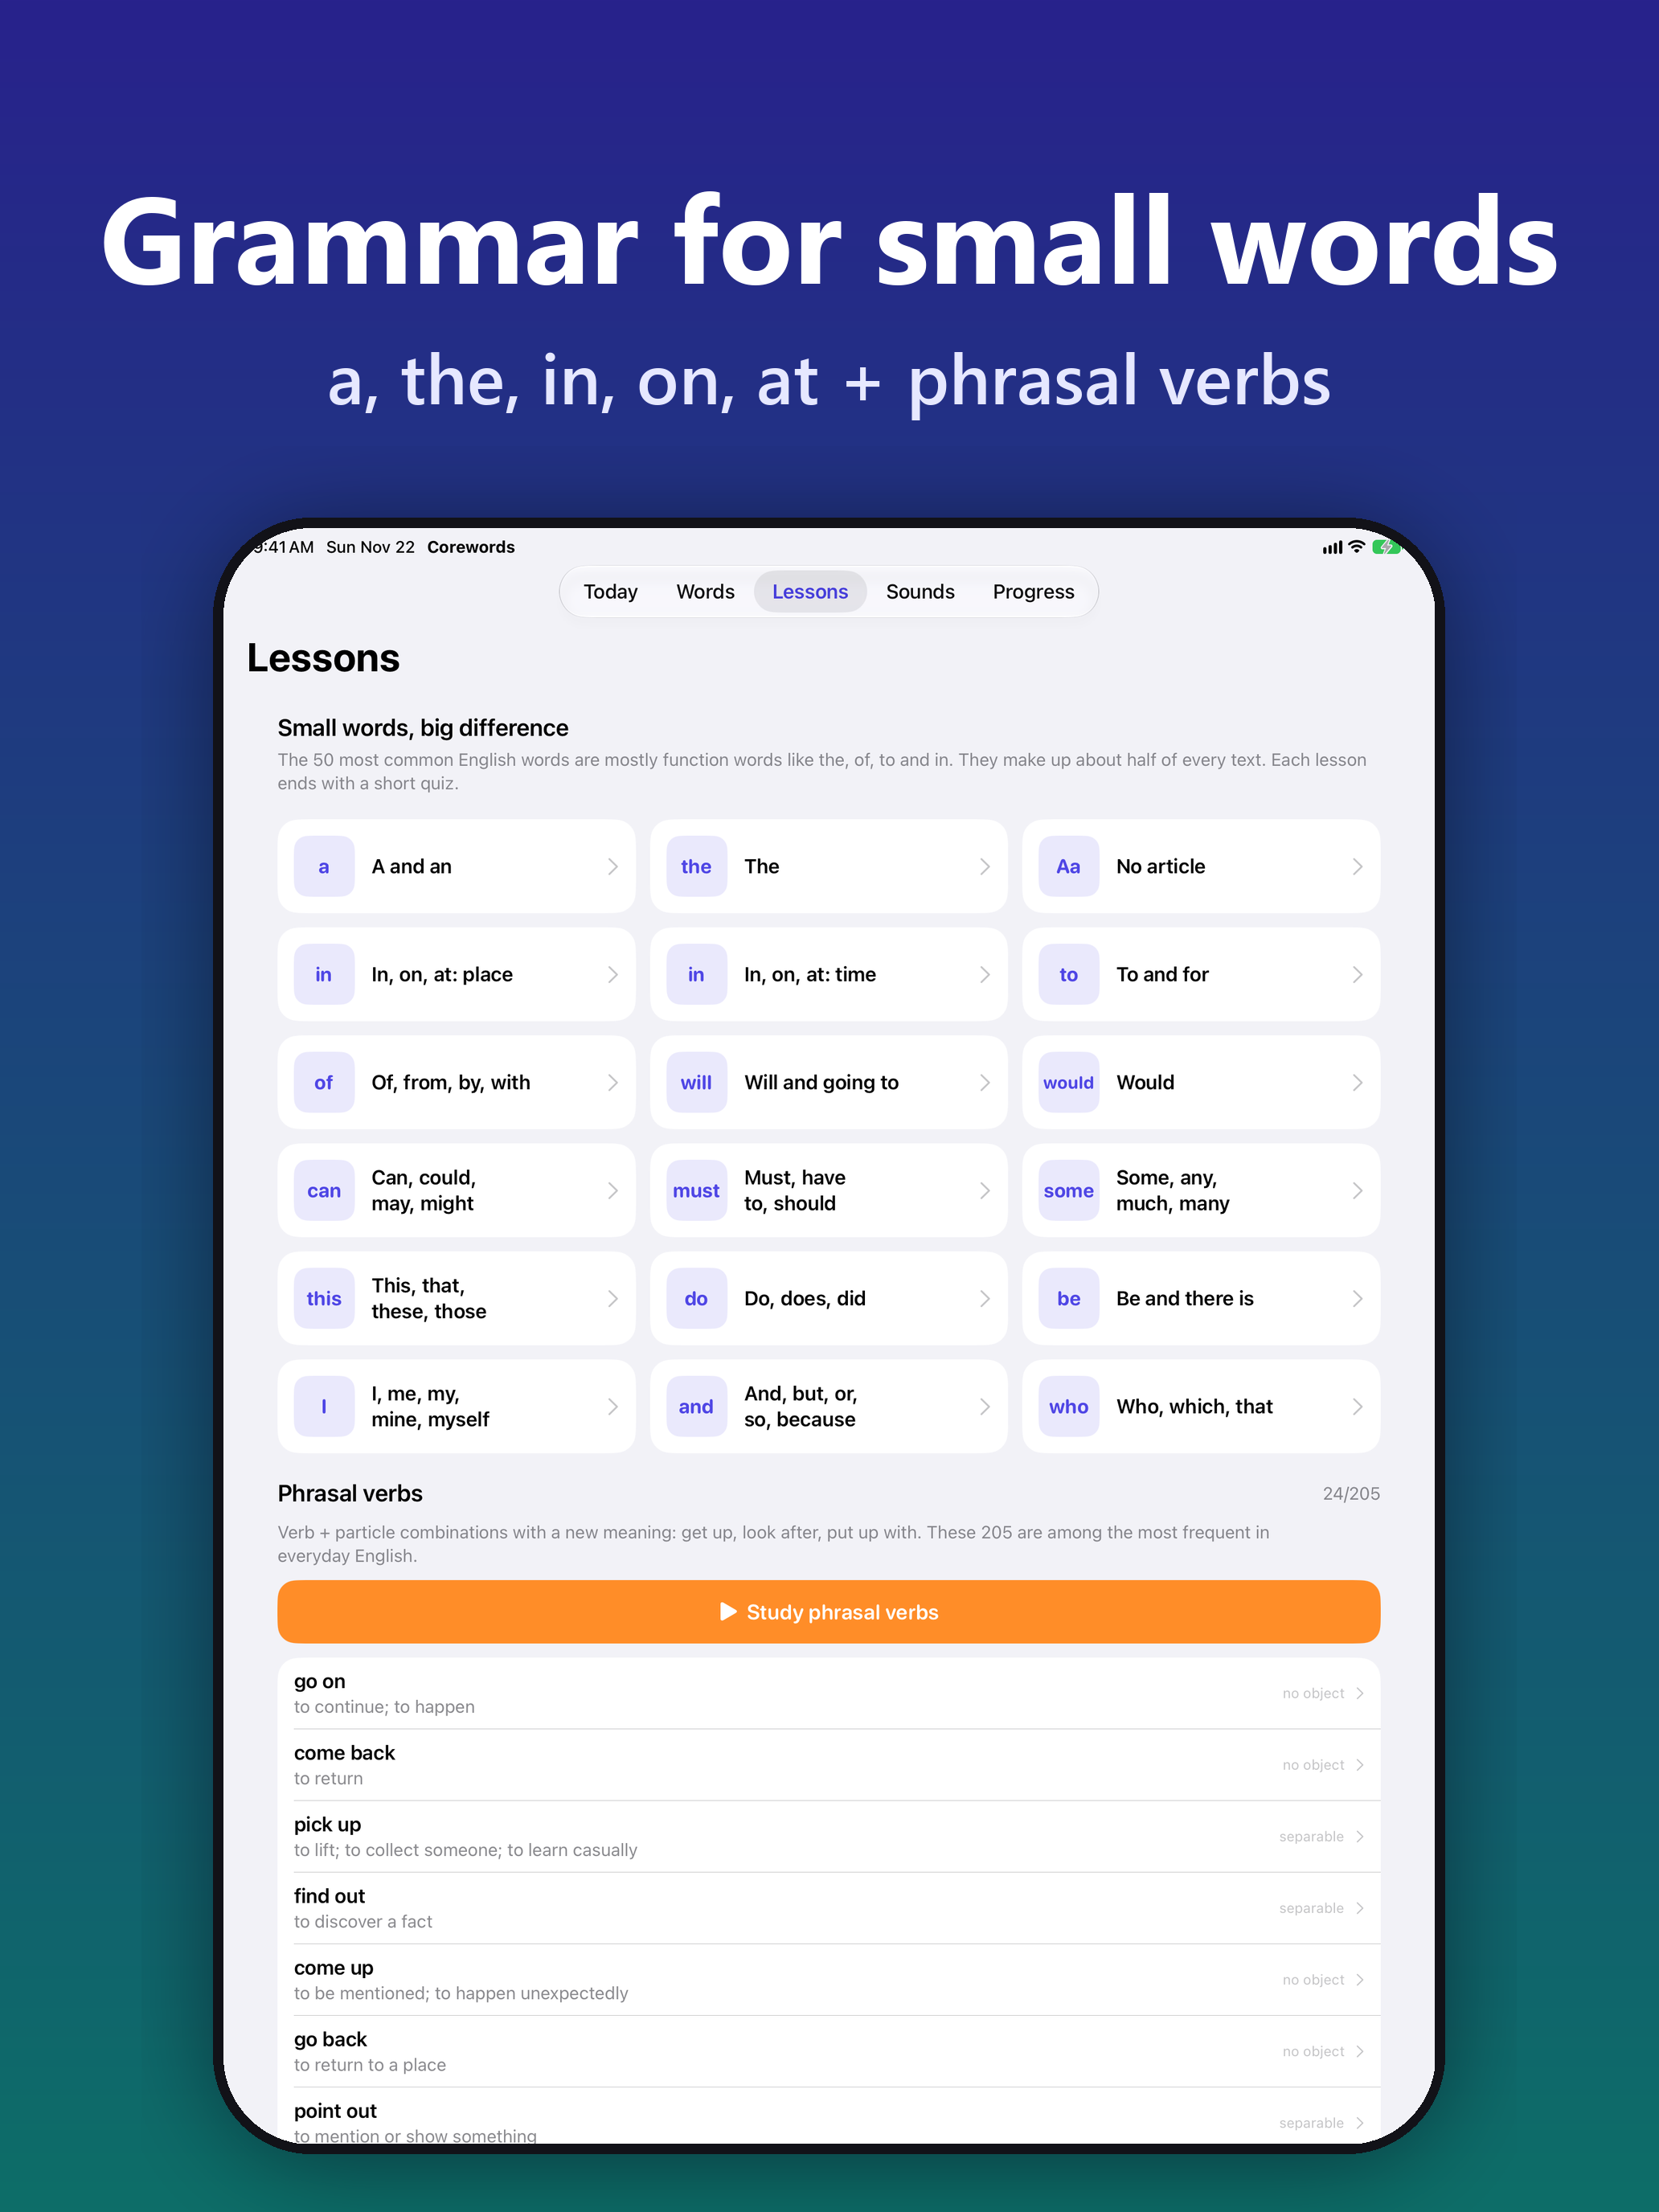 Grammar for small words
a, the, in, on, at + phrasal verbs
9:41 AM Sun Nov 22 Corewords
Today Words Lessons Sounds Progress
Lessons
Small words, big difference
The 50 most common English words are mostly function words like the, of, to and in. They make up about half of every text. Each lesson
ends with a short quiz.
a A and an
the The
Aa No article
in In, on, at: place
in In, on, at: time
to To and for
of Of, from, by, with
will Will and going to
would Would
can Can, could,
may, might
must Must, have
to, should
some Some, any,
much, many
this This, that,
these, those
do Do, does, did
be Be and there is
I I, me, my,
mine, myself
and And, but, or,
so, because
who Who, which, that
Phrasal verbs 24/205
Verb + particle combinations with a new meaning: get up, look after, put up with. These 205 are among the most frequent in
everyday English.
Study phrasal verbs
go on
to continue; to happen
no object
come back
to return
no object
pick up
to lift; to collect someone; to learn casually
separable
find out
to discover a fact
separable
come up
to be mentioned; to happen unexpectedly
no object
go back
to return to a place
no object
point out
to mention or show something
separable